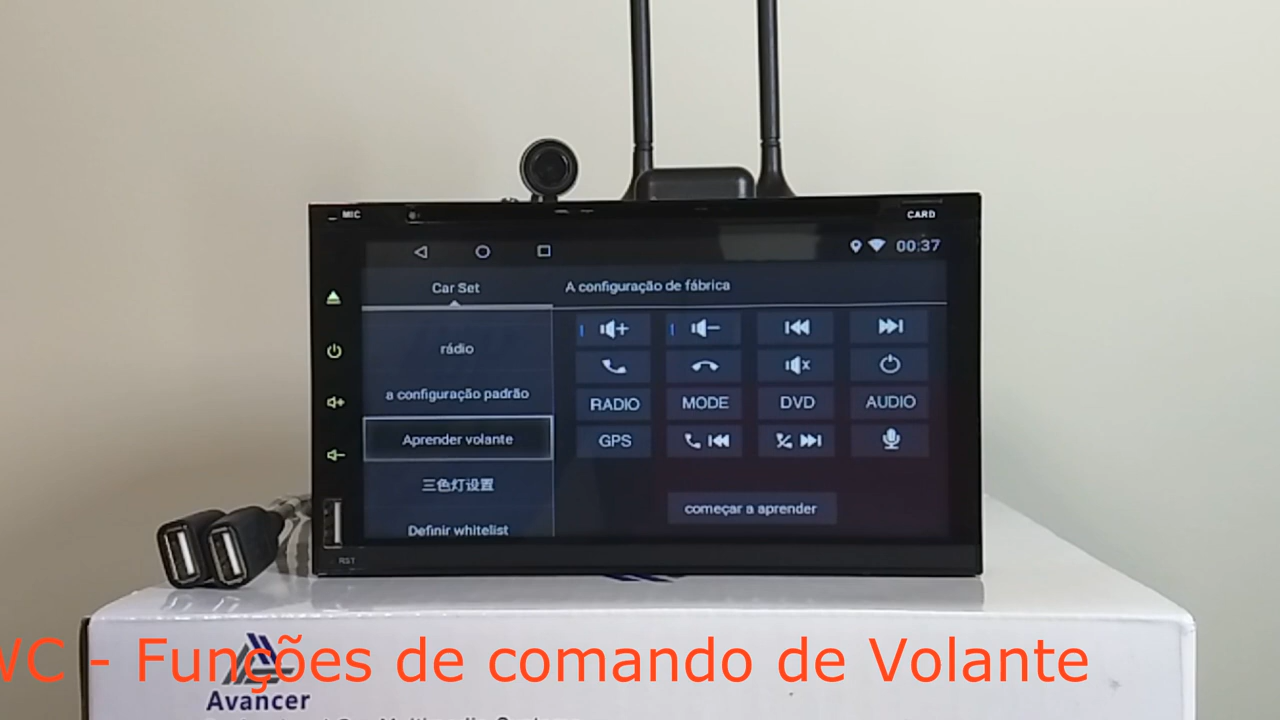 MIC
CARD
00:37
Car Set
A configuração de fábrica
rádio
a configuração padrão
Aprender volante
三色灯设置
Definir whitelist
RADIO MODE DVD AUDIO
GPS
começar a aprender
RST
WC - Funções de comando de Volante
Avancer